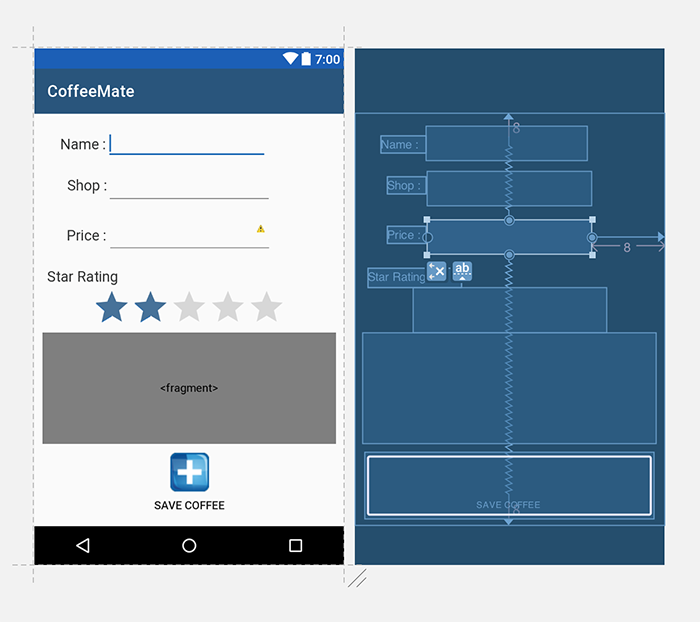 7:00
CoffeeMate
Name :
Shop :
Price :
Star Rating
<fragment>
SAVE COFFEE
8
Name :
Shop :
Price :
8
Star Rating
ab
SAVE COFFEE
8